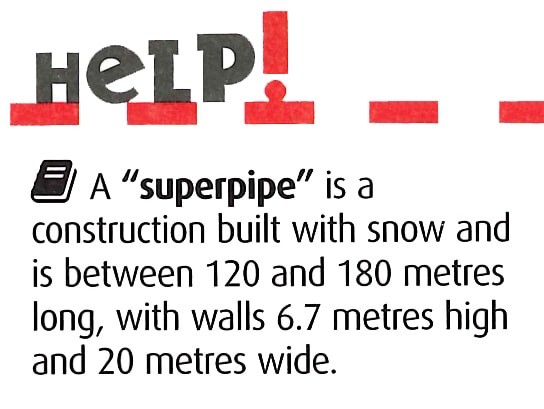 HeLP!
A “superpipe” is a
construction built with snow and
is between 120 and 180 metres
long, with walls 6.7 metres high
and 20 metres wide.